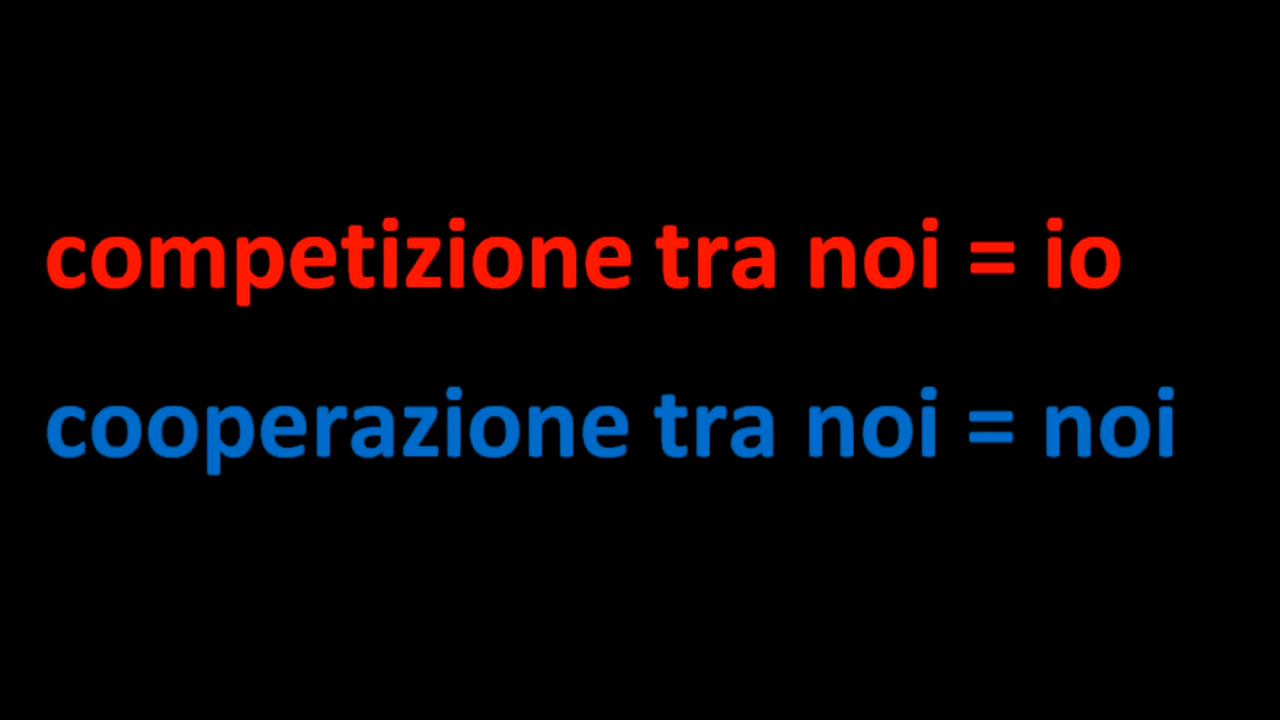 competizione tra noi = io
cooperazione tra noi = noi